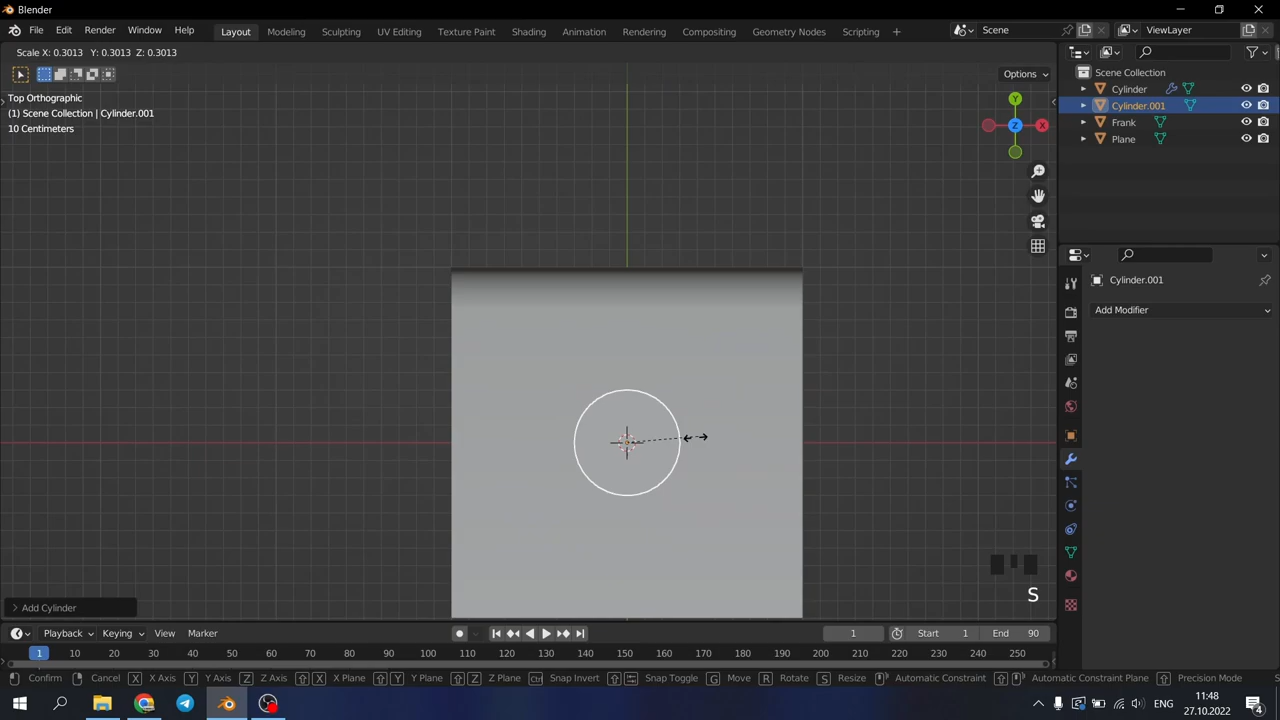 Blender
File Edit Render Window Help Layout Modeling Sculpting UV Editing Texture Paint Shading Animation Rendering Compositing Geometry Nodes Scripting + Scene ViewLayer
Scale X: 0.3013 Y: 0.3013 Z: 0.3013
Options
Top Orthographic
(1) Scene Collection | Cylinder.001
10 Centimeters
Y
Z
X
Scene Collection
Cylinder
Cylinder.001
Frank
Plane
Cylinder.001
Add Modifier
S
Add Cylinder
Playback Keying View Marker 1 Start 1 End 90
1 10 20 30 40 50 60 70 80 90 100 110 120 130 140 150 160 170 180 190 200 210 220 230 240 250
Confirm Cancel X X Axis Y Y Axis Z Z Axis X X Plane Y Y Plane Z Z Plane Ctrl Snap Invert Snap Toggle G Move R Rotate S Resize Automatic Constraint Automatic Constraint Plane Precision Mode
ENG
11:48
27.10.2022
4